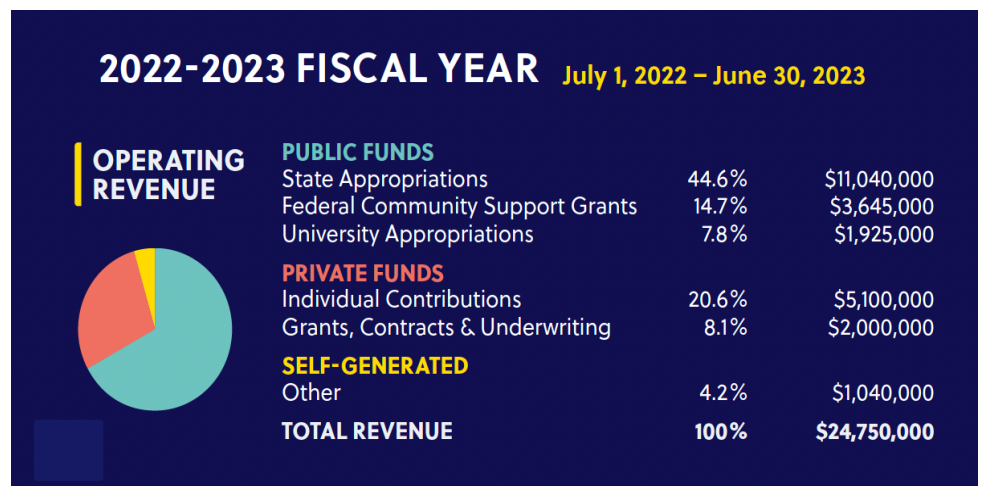 2022-2023 FISCAL YEAR July 1, 2022 – June 30, 2023
OPERATING
REVENUE
PUBLIC FUNDS
State Appropriations 44.6% $11,040,000
Federal Community Support Grants 14.7% $3,645,000
University Appropriations 7.8% $1,925,000
PRIVATE FUNDS
Individual Contributions 20.6% $5,100,000
Grants, Contracts & Underwriting 8.1% $2,000,000
SELF-GENERATED
Other 4.2% $1,040,000
TOTAL REVENUE 100% $24,750,000